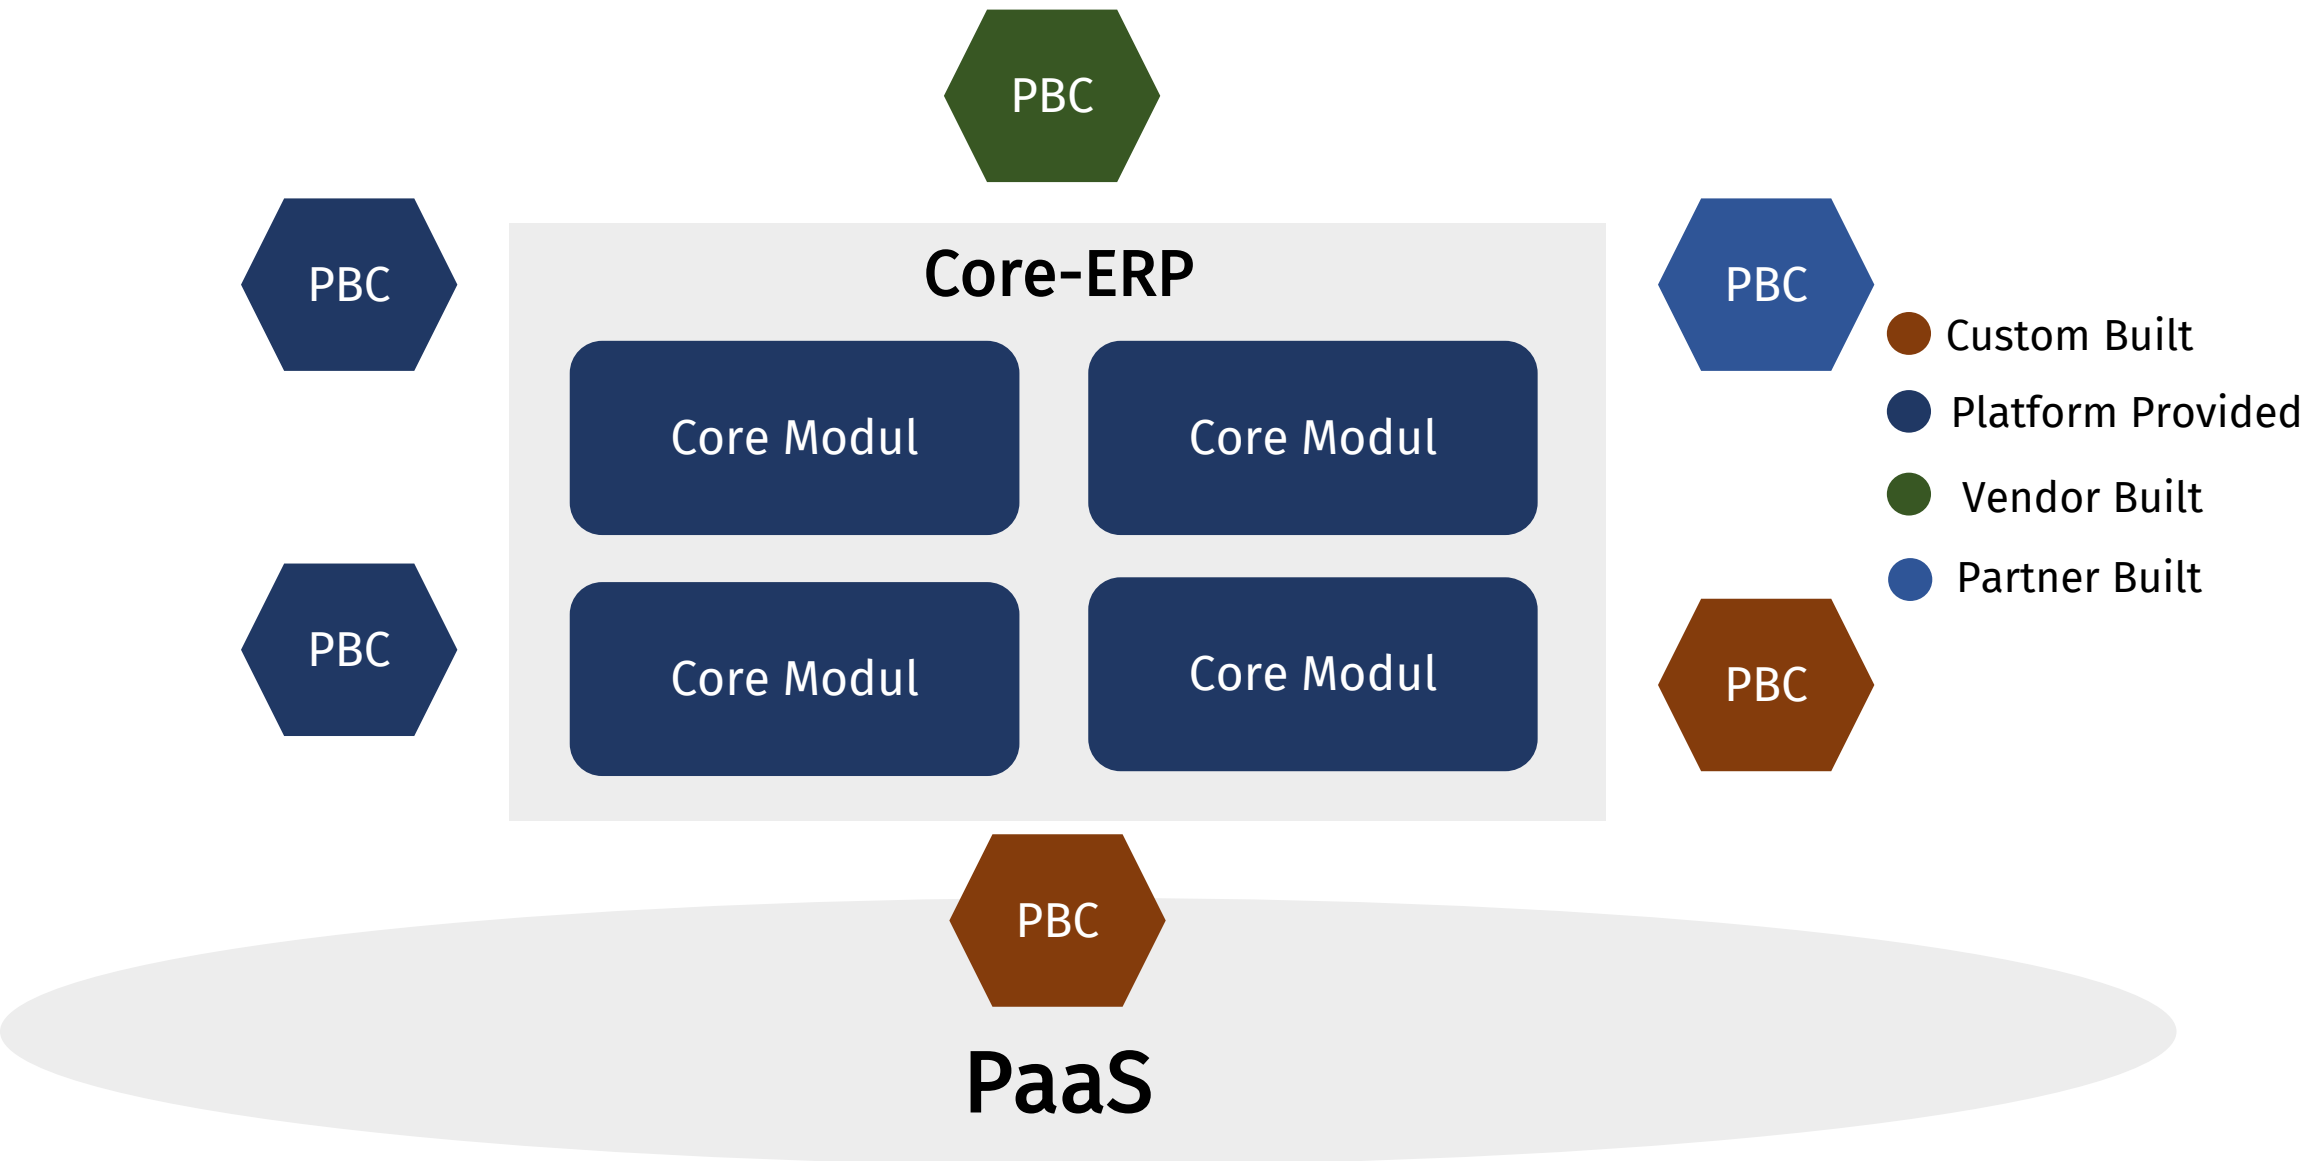 PBC
PBC
Core-ERP
PBC
Custom Built
Platform Provided
Core Modul
Core Modul
Vendor Built
Partner Built
PBC
Core Modul
Core Modul
PBC
PBC
PaaS